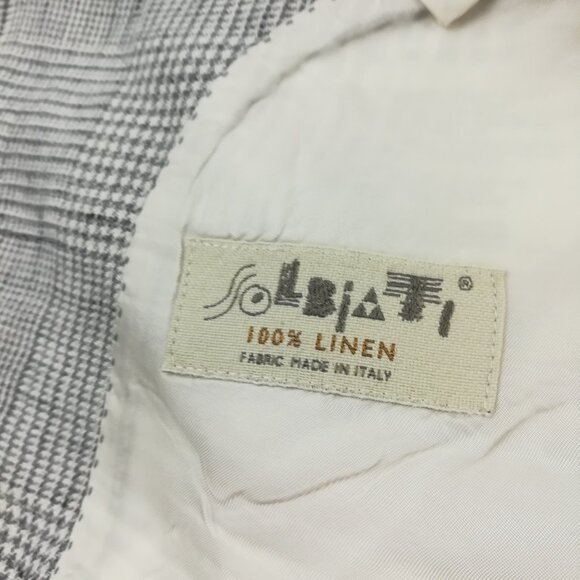 SOLBIATI®
100% LINEN
FABRIC MADE IN ITALY